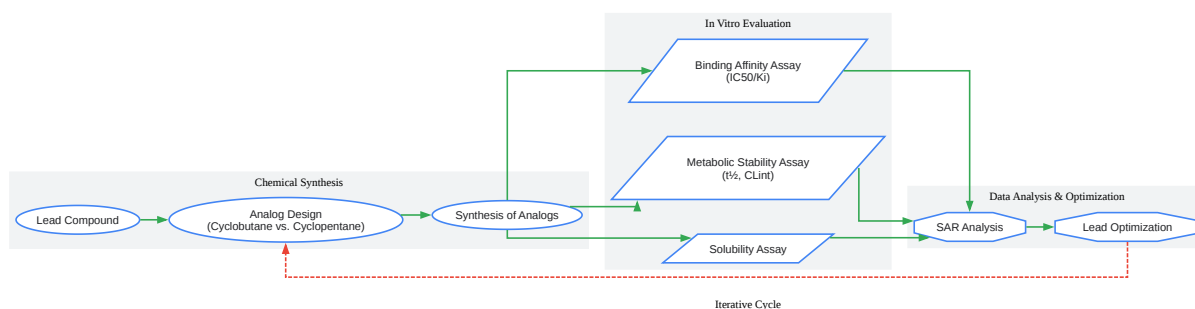 In Vitro Evaluation
Binding Affinity Assay
(IC50/Ki)
Metabolic Stability Assay
(t½, CLint)
Chemical Synthesis
Data Analysis & Optimization
Lead Compound
Analog Design
(Cyclobutane vs. Cyclopentane)
Synthesis of Analogs
Solubility Assay
SAR Analysis
Lead Optimization
Iterative Cycle